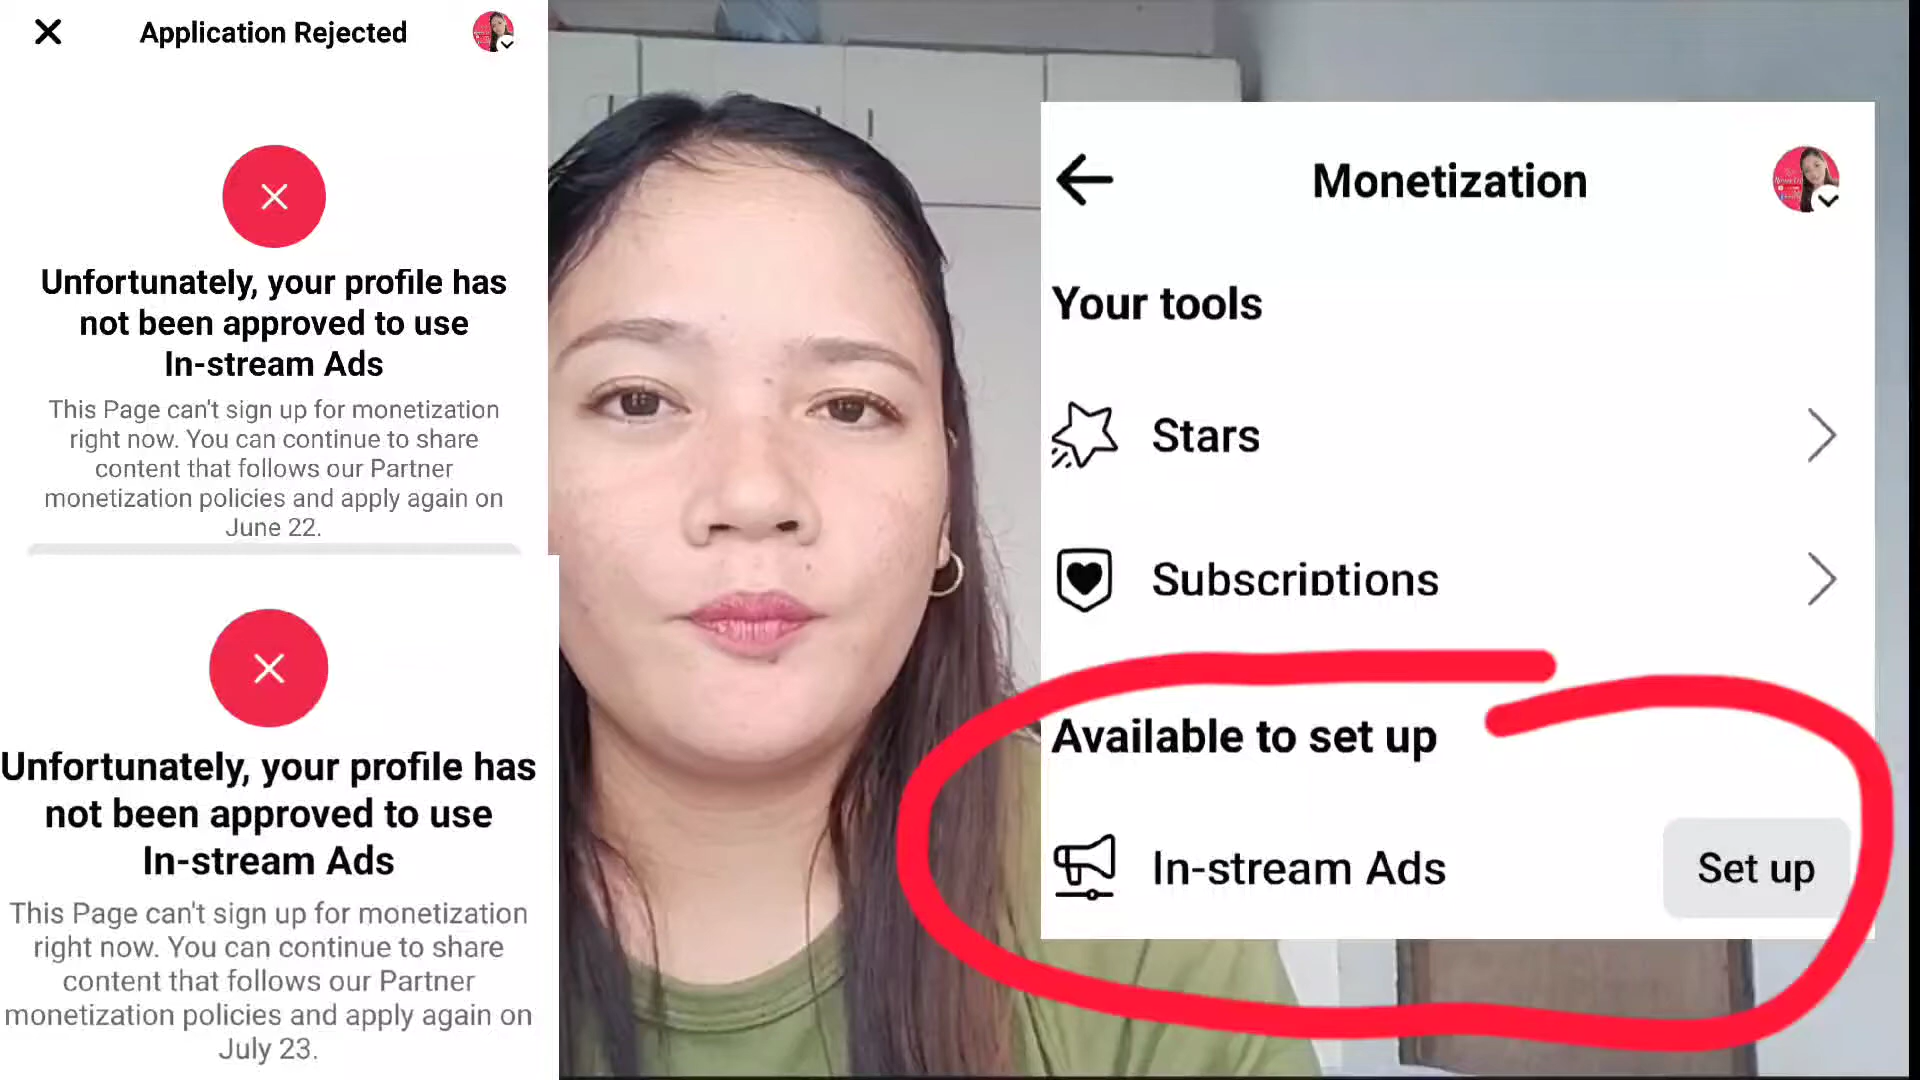 Application Rejected
Unfortunately, your profile has
not been approved to use
In-stream Ads
This Page can't sign up for monetization
right now. You can continue to share
content that follows our Partner
monetization policies and apply again on
June 22.
Unfortunately, your profile has
not been approved to use
In-stream Ads
This Page can't sign up for monetization
right now. You can continue to share
content that follows our Partner
monetization policies and apply again on
July 23.
Monetization
Your tools
Stars
Subscriptions
Available to set up
In-stream Ads
Set up